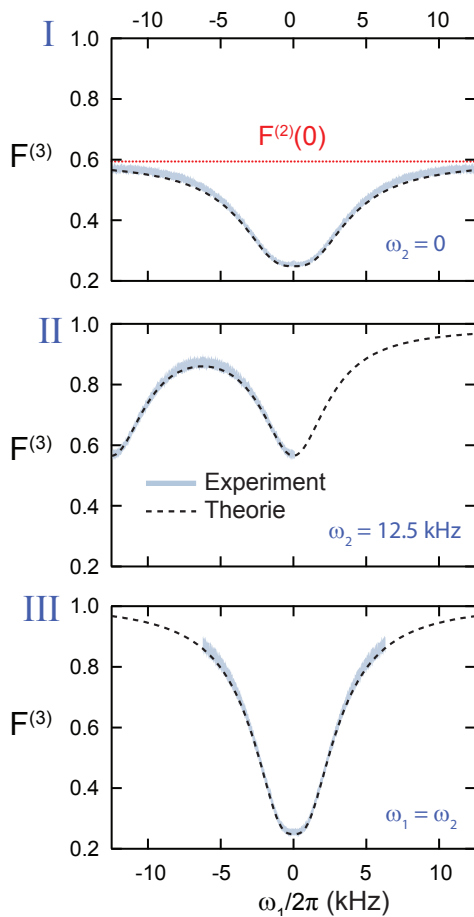 -10 -5 0 5 10
I
1.0
0.8
F(2)(0)
F(3)
0.6
0.4
ω2 = 0
0.2
II
1.0
0.8
F(3)
0.6
Experiment
0.4
Theorie
ω2 = 12.5 kHz
0.2
III
1.0
0.8
F(3)
0.6
0.4
ω1 = ω2
0.2
-10 -5 0 5 10
ω1/2π (kHz)